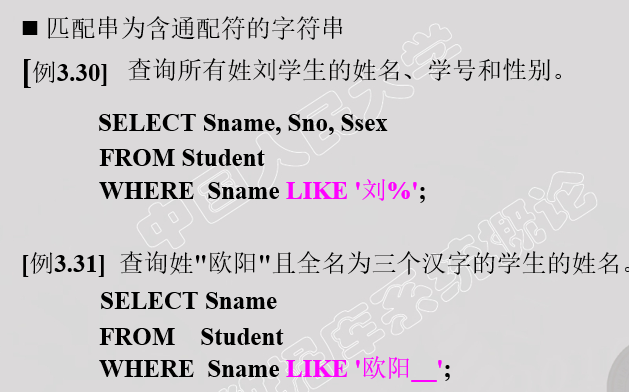 ■ 匹配串为含通配符的字符串
[例3.30] 查询所有姓刘学生的姓名、学号和性别。
SELECT Sname, Sno, Ssex
FROM Student
WHERE Sname LIKE '刘%';
[例3.31] 查询姓"欧阳"且全名为三个汉字的学生的姓名。
SELECT Sname
FROM Student
WHERE Sname LIKE '欧阳__';
中国人民大学
数据库系统概论